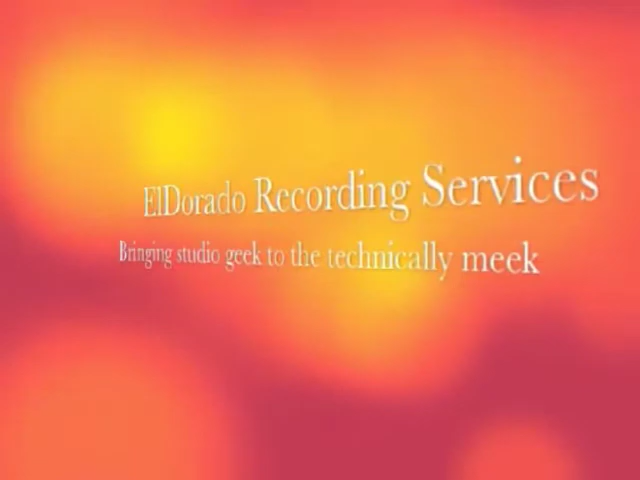 ElDorado Recording Services
Bringing studio geek to the technically meek